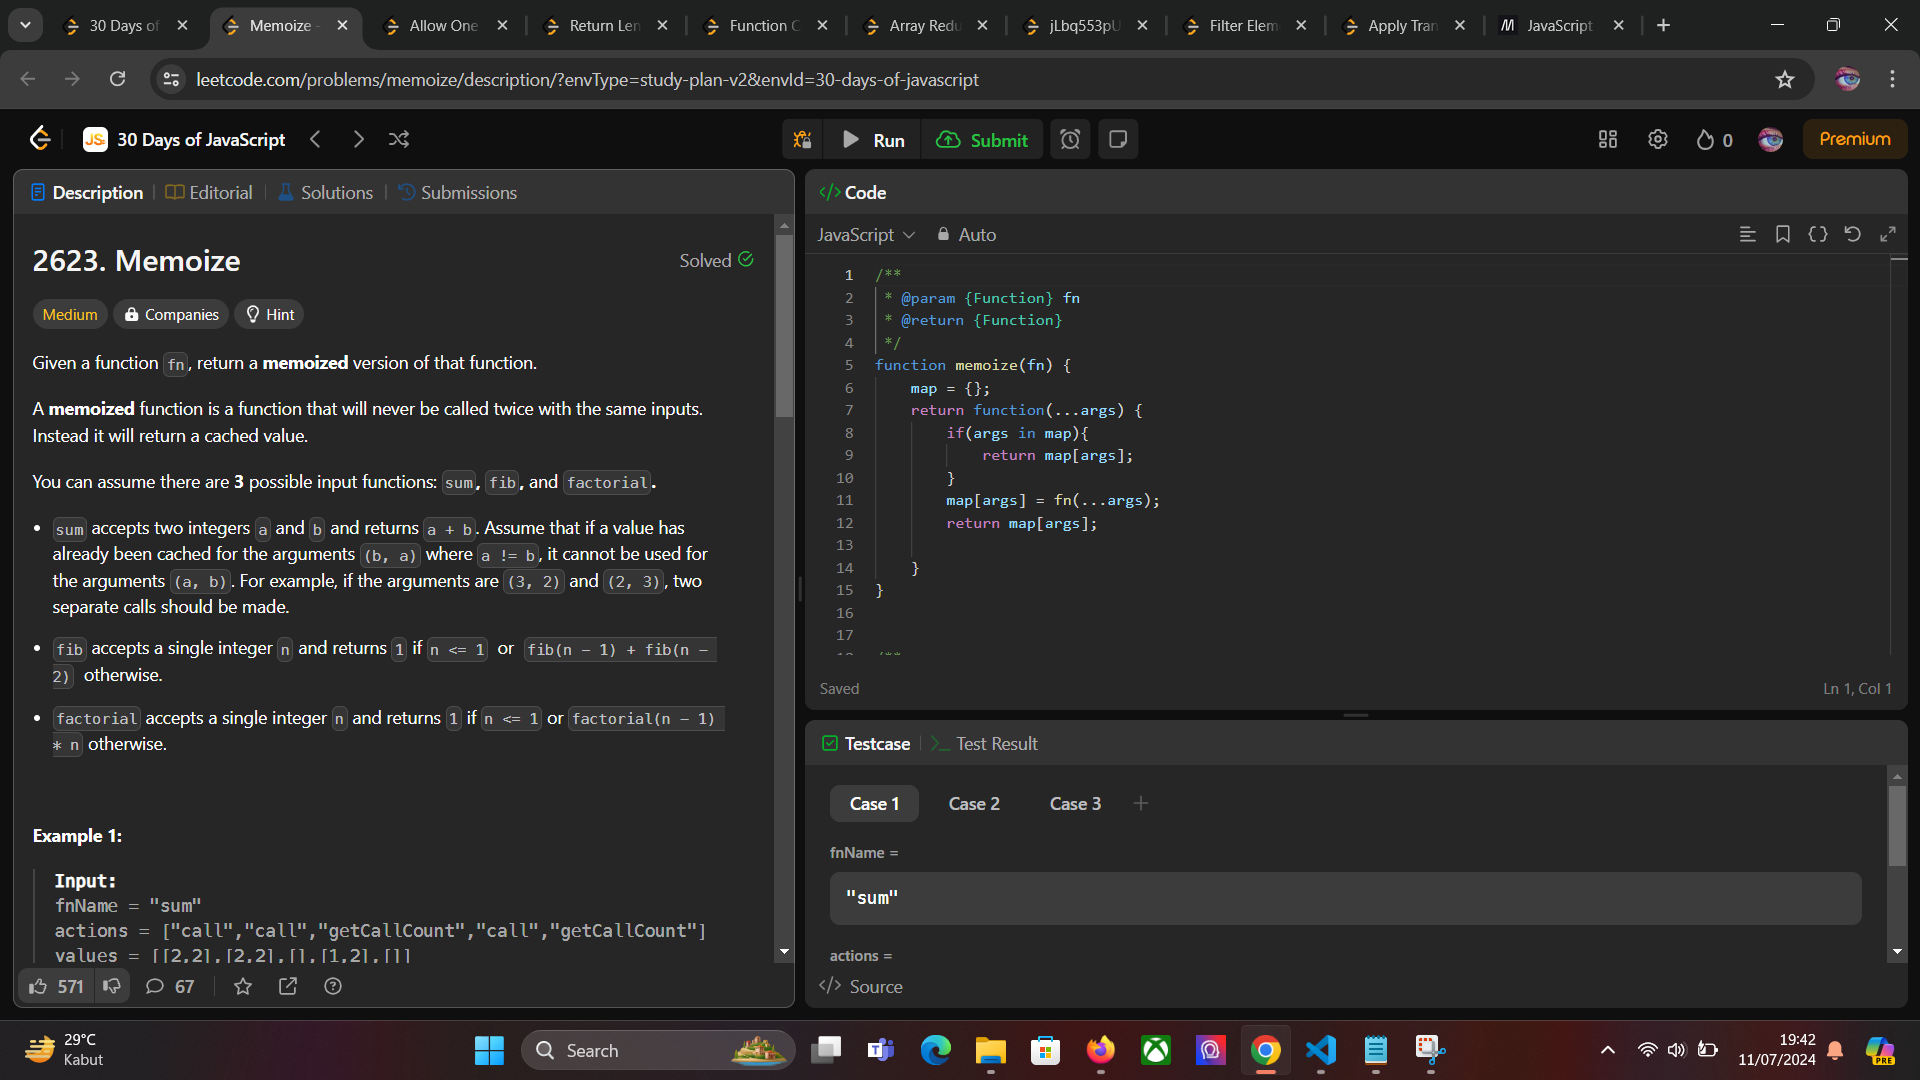 30 Days of
Memoize -
Allow One
Return Len
Function C
Array Redu
jLbq553pU
Filter Elem
Apply Tran
JavaScript
leetcode.com/problems/memoize/description/?envType=study-plan-v2&envId=30-days-of-javascript
JS 30 Days of JavaScript
Run
Submit
0
Premium
Description
Editorial
Solutions
Submissions
2623. Memoize
Solved
Medium
Companies
Hint
Given a function fn, return a memoized version of that function.
A memoized function is a function that will never be called twice with the same inputs.
Instead it will return a cached value.
You can assume there are 3 possible input functions: sum, fib, and factorial.
• sum accepts two integers a and b and returns a + b. Assume that if a value has
already been cached for the arguments (b, a) where a != b, it cannot be used for
the arguments (a, b). For example, if the arguments are (3, 2) and (2, 3), two
separate calls should be made.
• fib accepts a single integer n and returns 1 if n <= 1 or fib(n - 1) + fib(n -
2) otherwise.
• factorial accepts a single integer n and returns 1 if n <= 1 or factorial(n - 1)
* n otherwise.
Example 1:
Input:
fnName = "sum"
actions = ["call","call","getCallCount","call","getCallCount"]
values = [[2,2],[2,2],[],[1,2],[]]
571
67
</> Code
JavaScript
Auto
1 /**
2 * @param {Function} fn
3 * @return {Function}
4 */
5 function memoize(fn) {
6 map = {};
7 return function(...args) {
8 if(args in map){
9 return map[args];
10 }
11 map[args] = fn(...args);
12 return map[args];
13
14 }
15 }
16
17
18 /**
Saved
Ln 1, Col 1
Testcase
Test Result
Case 1
Case 2
Case 3
fnName =
"sum"
actions =
</> Source
29°C
Kabut
Search
19:42
11/07/2024
PRE